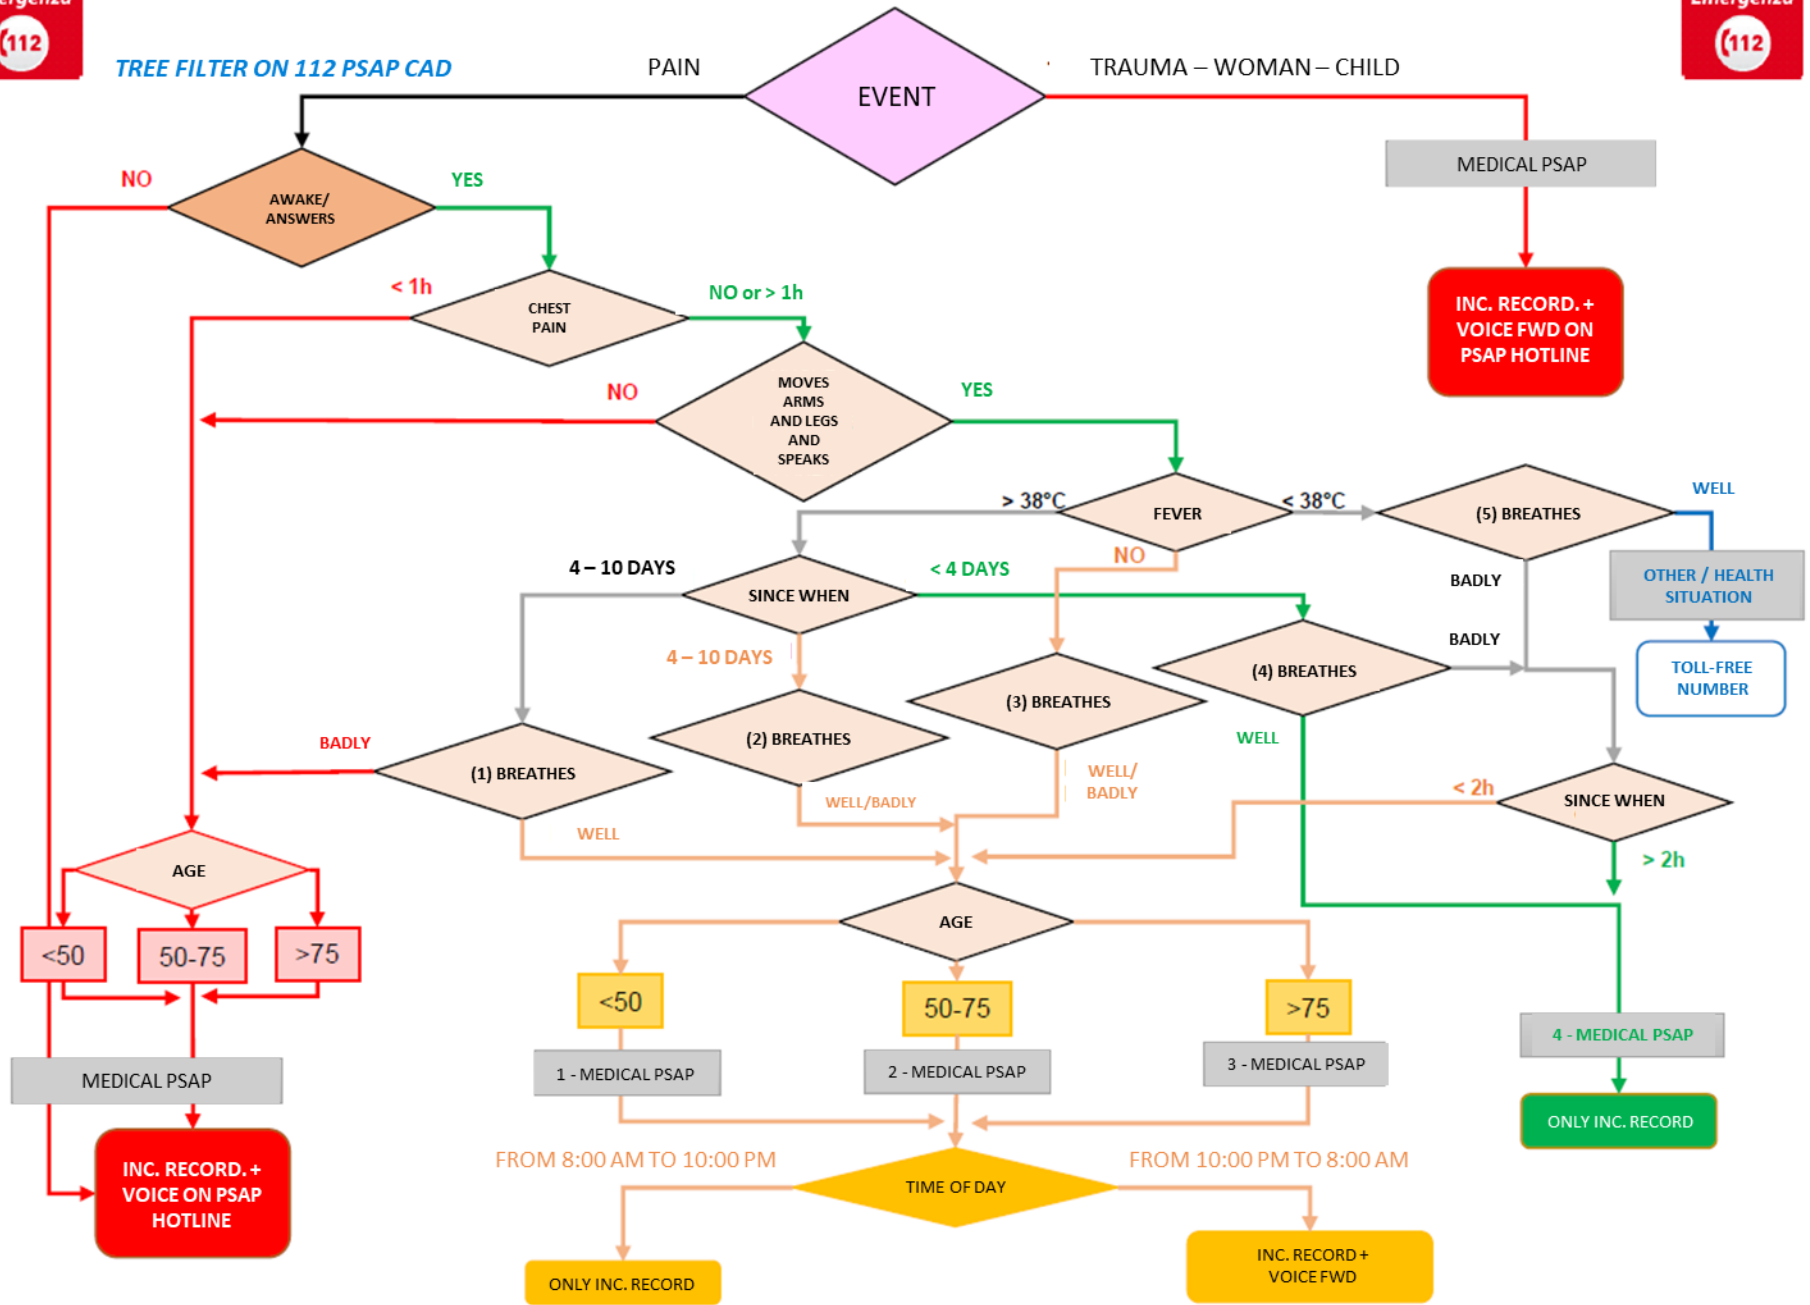 Emergenza
112
TREE FILTER ON 112 PSAP CAD
PAIN
EVENT
TRAUMA – WOMAN – CHILD
Emergenza
112
MEDICAL PSAP
INC. RECORD. +
VOICE FWD ON
PSAP HOTLINE
NO
AWAKE/
ANSWERS
YES
< 1h
CHEST
PAIN
NO or > 1h
NO
MOVES
ARMS
AND LEGS
AND
SPEAKS
YES
> 38°C
FEVER
< 38°C
NO
(5) BREATHES
WELL
BADLY
OTHER / HEALTH
SITUATION
TOLL-FREE
NUMBER
4 – 10 DAYS
SINCE WHEN
< 4 DAYS
4 – 10 DAYS
(4) BREATHES
BADLY
WELL
(3) BREATHES
WELL/
BADLY
(2) BREATHES
WELL/BADLY
BADLY
(1) BREATHES
WELL
< 2h
SINCE WHEN
> 2h
AGE
<50
50-75
>75
MEDICAL PSAP
INC. RECORD. +
VOICE ON PSAP
HOTLINE
AGE
<50
50-75
>75
1 - MEDICAL PSAP
2 - MEDICAL PSAP
3 - MEDICAL PSAP
4 - MEDICAL PSAP
ONLY INC. RECORD
FROM 8:00 AM TO 10:00 PM
TIME OF DAY
FROM 10:00 PM TO 8:00 AM
ONLY INC. RECORD
INC. RECORD +
VOICE FWD